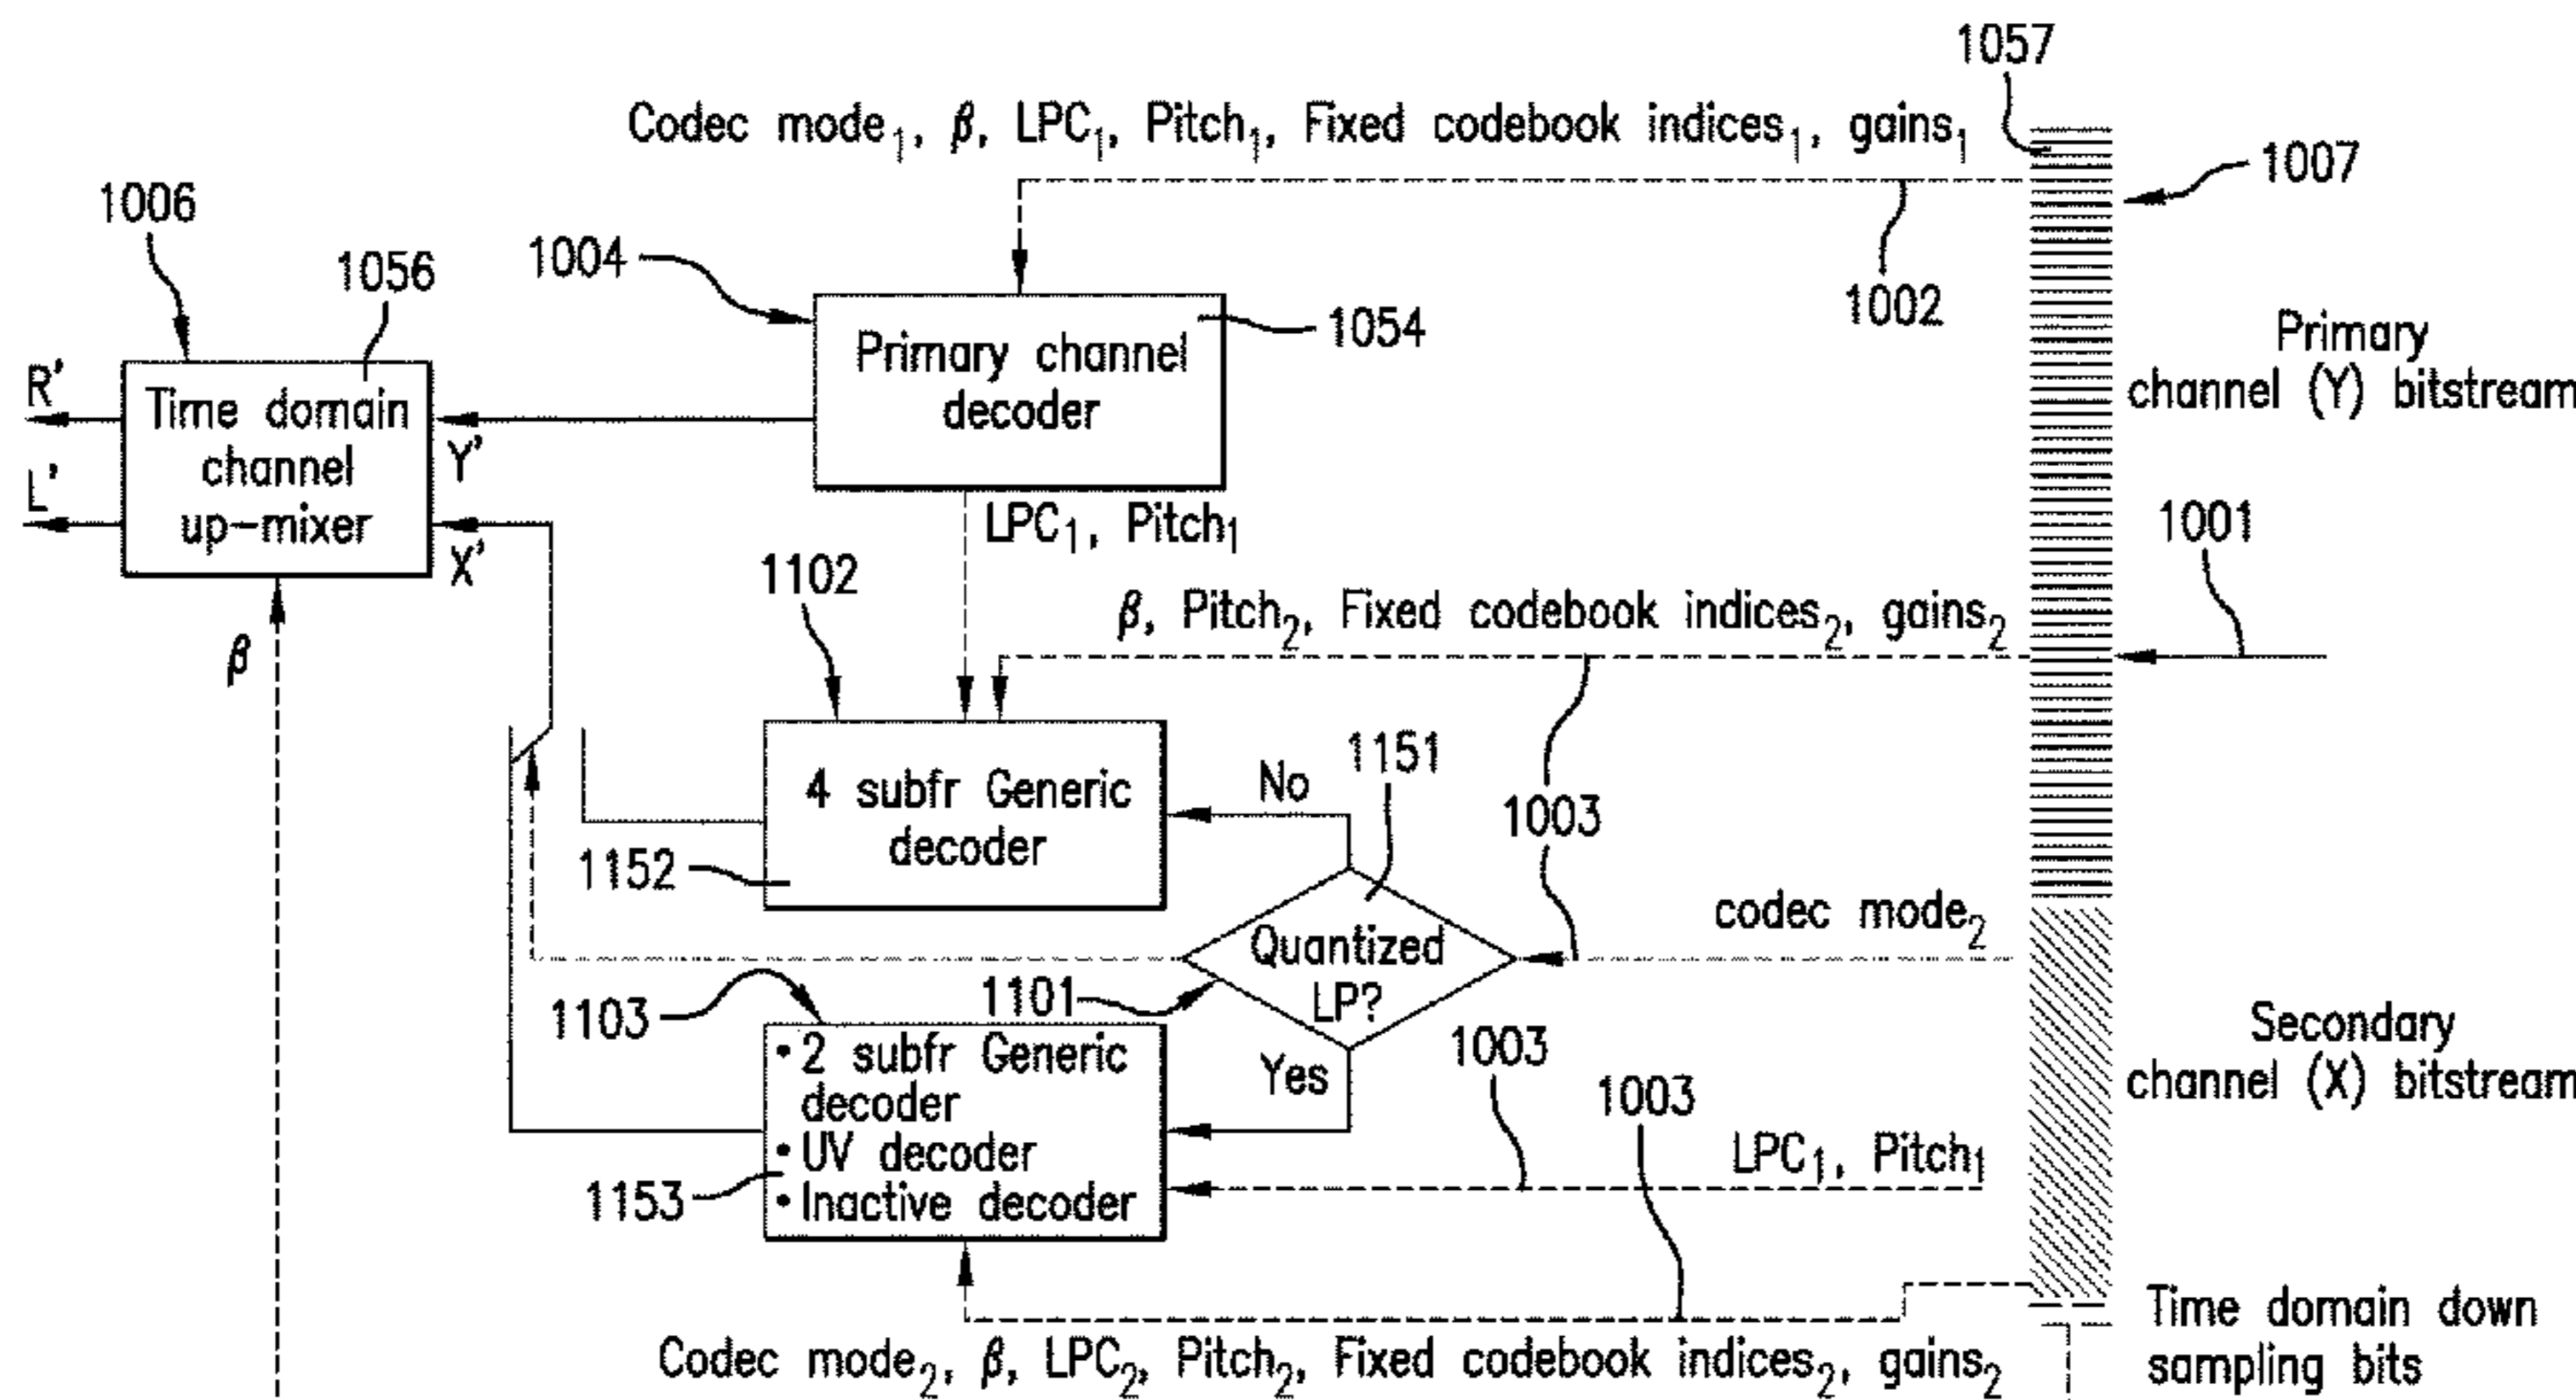 1057
Codec mode₁, β, LPC₁, Pitch₁, Fixed codebook indices₁, gains₁
1007
1006
1056
1004
1002
1054
Primary channel
decoder
Primary
channel (Y) bitstream
R'
L'
Time domain
channel
up-mixer
Y'
X'
LPC₁, Pitch₁
1001
1102
β, Pitch₂, Fixed codebook indices₂, gains₂
β
1151
No
4 subfr Generic
decoder
1003
1152
codec mode₂
Quantized
LP?
1101
1103
Yes
• 2 subfr Generic
decoder
• UV decoder
• Inactive decoder
1153
1003
1003
LPC₁, Pitch₁
Secondary
channel (X) bitstream
Codec mode₂, β, LPC₂, Pitch₂, Fixed codebook indices₂, gains₂
Time domain down
sampling bits